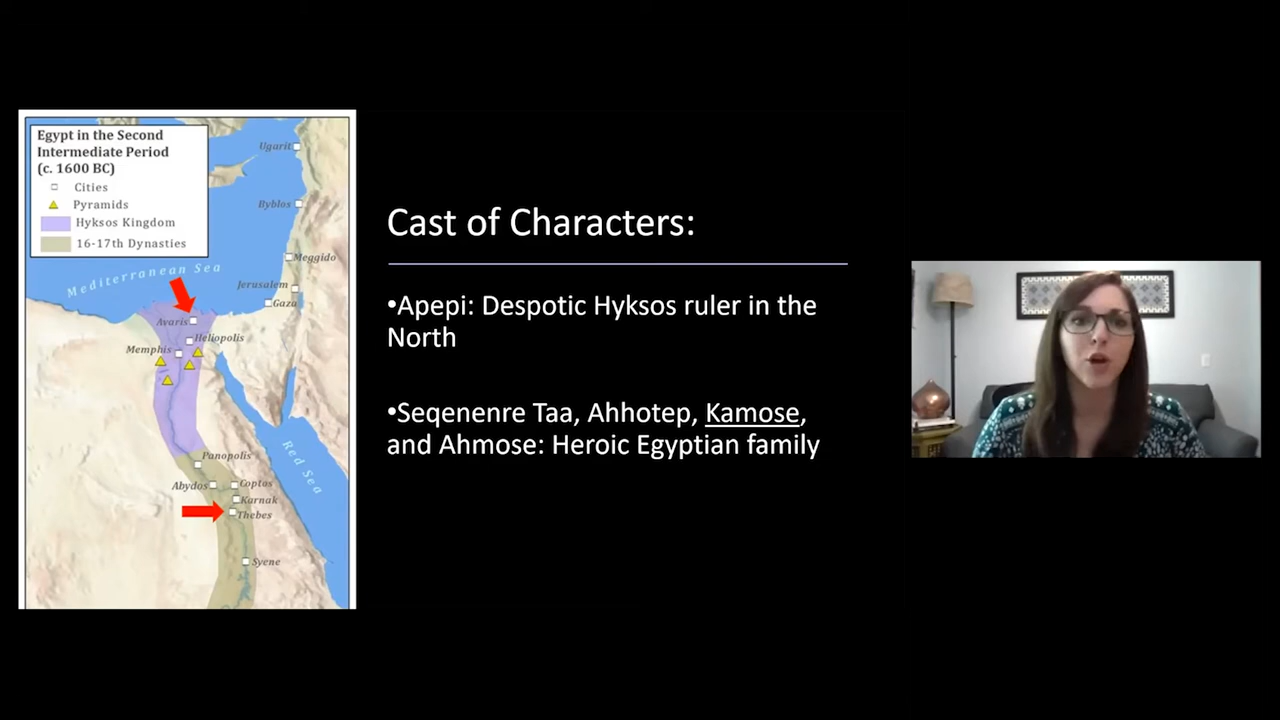 Egypt in the Second
Intermediate Period
(c. 1600 BC)
Cities
Pyramids
Hyksos Kingdom
16-17th Dynasties
Ugarit
Byblos
Mediterranean Sea
Meggido
Jerusalem
Gaza
Avaris
Heliopolis
Memphis
Panopolis
Abydos
Coptos
Karnak
Thebes
Red Sea
Syene
Cast of Characters:
•Apepi: Despotic Hyksos ruler in the
North
•Seqenenre Taa, Ahhotep, Kamose,
and Ahmose: Heroic Egyptian family